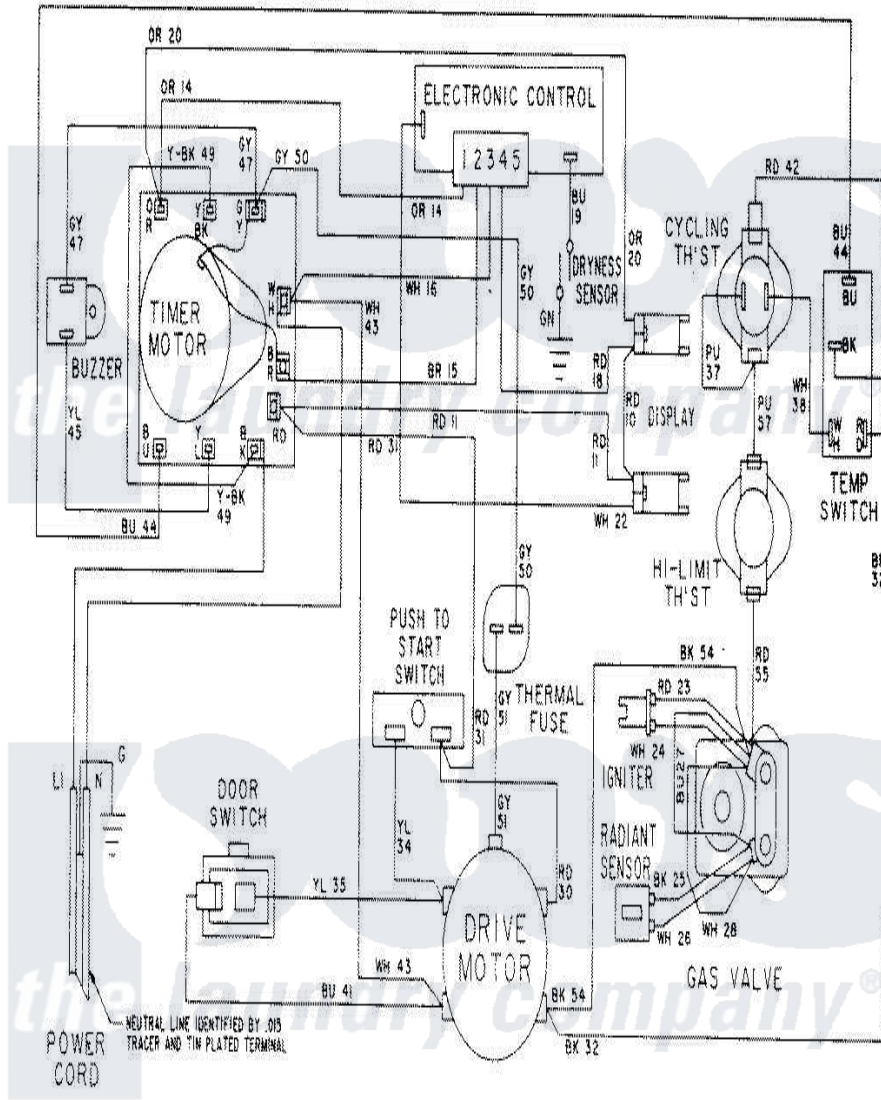 OR 20
OR 14
ELECTRONIC CONTROL
Y-BK 49
GY
47
GY 50
1 2 3 4 5
RD 42
GY
47
O
R
Y
BK
G
Y
OR 14
BU
19
OR
20
CYCLING
TH'ST
BU
44
TIMER
MOTOR
W
H
WH
43
WH 16
GY
50
DRYNESS
SENSOR
GN
BU
BUZZER
B
R
BR 15
RD
18
PU
37
WH
38
BK
YL
45
RD
RD 11
RD
10
DISPLAY
PU
57
B
U
Y
L
B
K
RD 31
RD
11
W
H
R
D
Y-BK
49
BU 44
WH 22
TEMP
SWITCH
GY
50
HI-LIMIT
TH'ST
BK
32
PUSH TO
START
SWITCH
BK 54
RD
55
RD 23
THERMAL
FUSE
GY
51
RD
31
WH 24
IGNITER
BU27
L1
N
G
DOOR
SWITCH
YL
34
GY
51
RADIANT
SENSOR
YL 35
RD
30
BK 25
DRIVE
MOTOR
WH 26
WH 28
WH 43
BU 41
BK 54
GAS VALVE
NEUTRAL LINE IDENTIFIED BY .015
TRACER AND TIN PLATED TERMINAL
BK 32
POWER
CORD
the laundry company®
the laundry company®